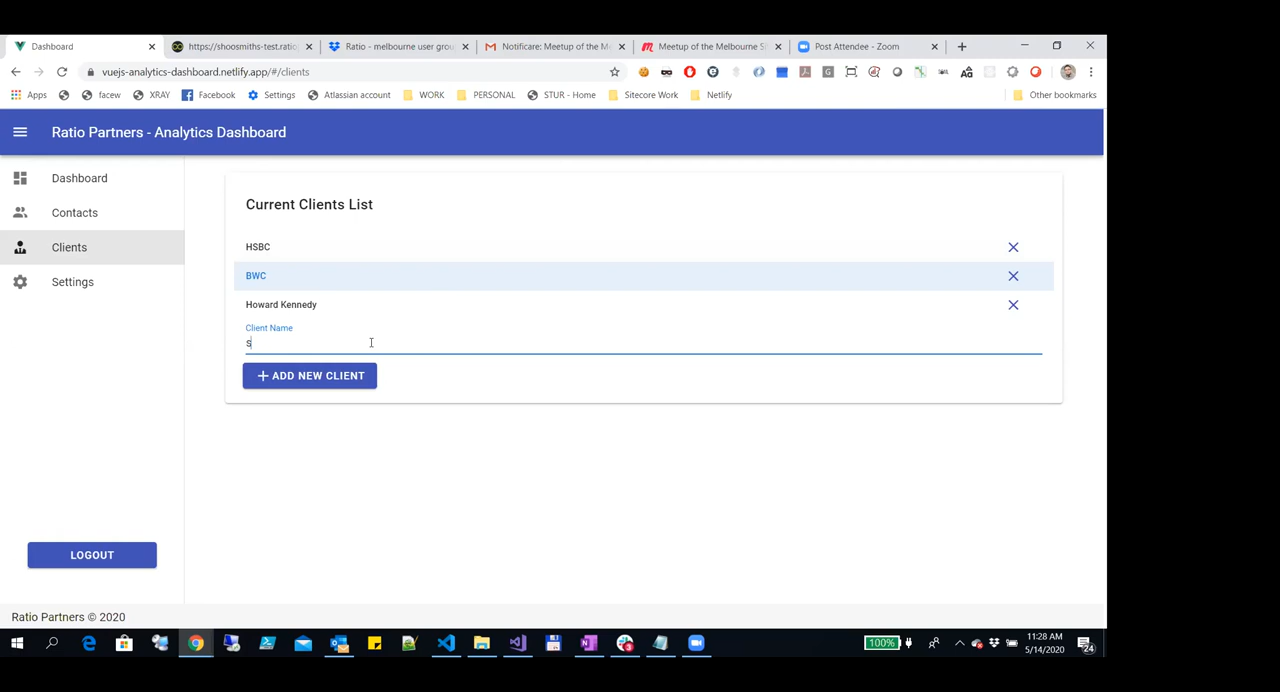 Dashboard
https://shoosmiths-test.ratio
Ratio - melbourne user grou
Notificare: Meetup of the M
Meetup of the Melbourne S
Post Attendee - Zoom
vuejs-analytics-dashboard.netlify.app/#/clients
Apps
facew
XRAY
Facebook
Settings
Atlassian account
WORK
PERSONAL
STUR - Home
Sitecore Work
Netlify
Other bookmarks
Ratio Partners - Analytics Dashboard
Dashboard
Contacts
Clients
Settings
LOGOUT
Current Clients List
HSBC
BWC
Howard Kennedy
Client Name
S
ADD NEW CLIENT
Ratio Partners © 2020
100%
11:28 AM
5/14/2020
24